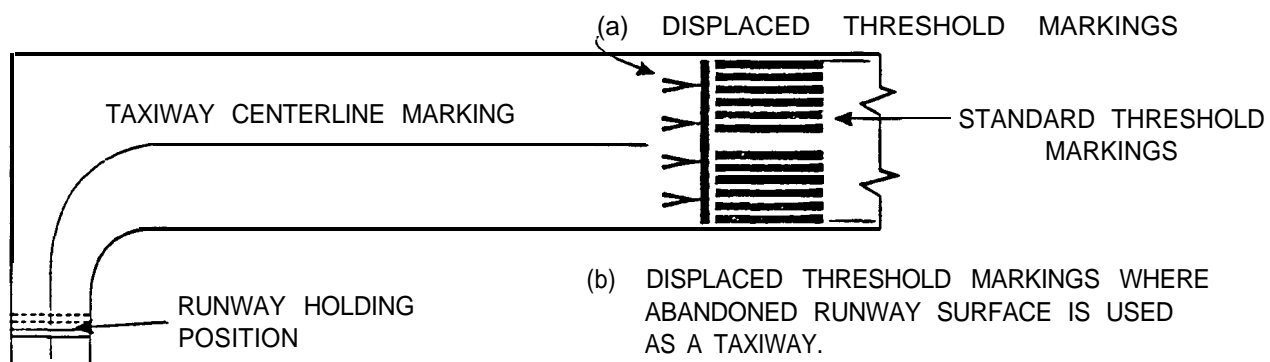 (a) DISPLACED THRESHOLD MARKINGS
TAXIWAY CENTERLINE MARKING
STANDARD THRESHOLD
MARKINGS
RUNWAY HOLDING
POSITION
(b) DISPLACED THRESHOLD MARKINGS WHERE
ABANDONED RUNWAY SURFACE IS USED
AS A TAXIWAY.